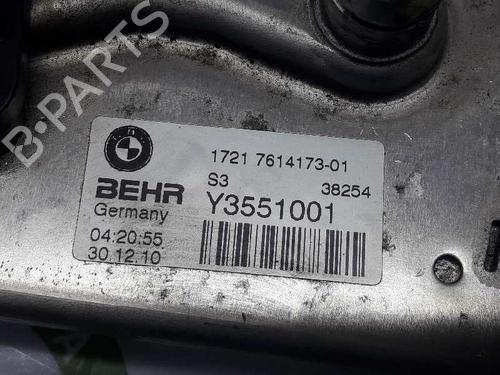 B-PARTS
1721 7614173-01
S3 38254
BEHR Y3551001
Germany
04:20:55
30.12.10